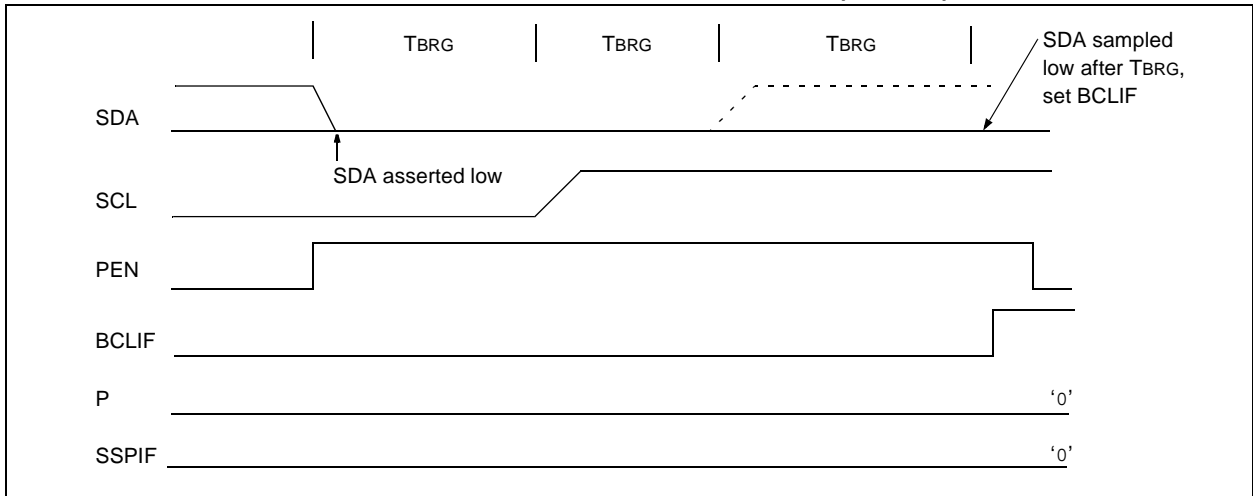 TBRG TBRG TBRG
SDA sampled
low after TBRG,
set BCLIF
SDA
SDA asserted low
SCL
PEN
BCLIF
P
‘0’
SSPIF
‘0’